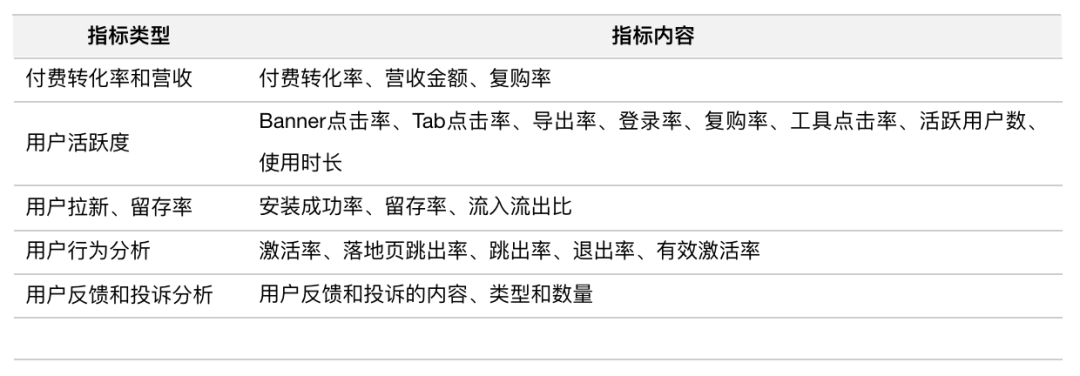 指标类型 指标内容
付费转化率和营收 付费转化率、营收金额、复购率
用户活跃度 Banner点击率、Tab点击率、导出率、登录率、复购率、工具点击率、活跃用户数、
使用时长
用户拉新、留存率 安装成功率、留存率、流入流出比
用户行为分析 激活率、落地页跳出率、跳出率、退出率、有效激活率
用户反馈和投诉分析 用户反馈和投诉的内容、类型和数量